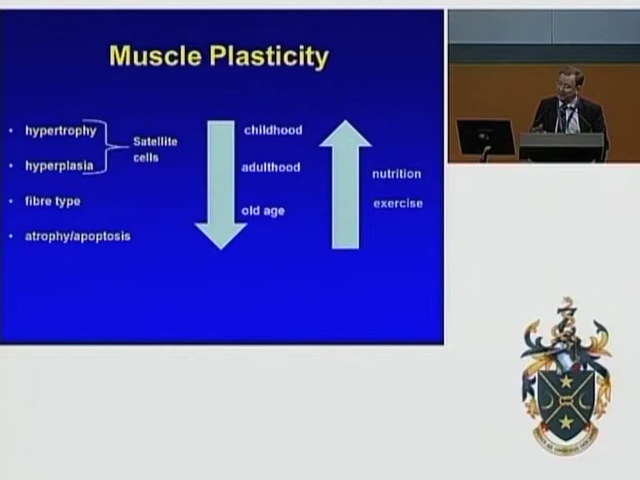 Muscle Plasticity
• hypertrophy
• hyperplasia
Satellite
cells
• fibre type
• atrophy/apoptosis
childhood
adulthood
old age
nutrition
exercise